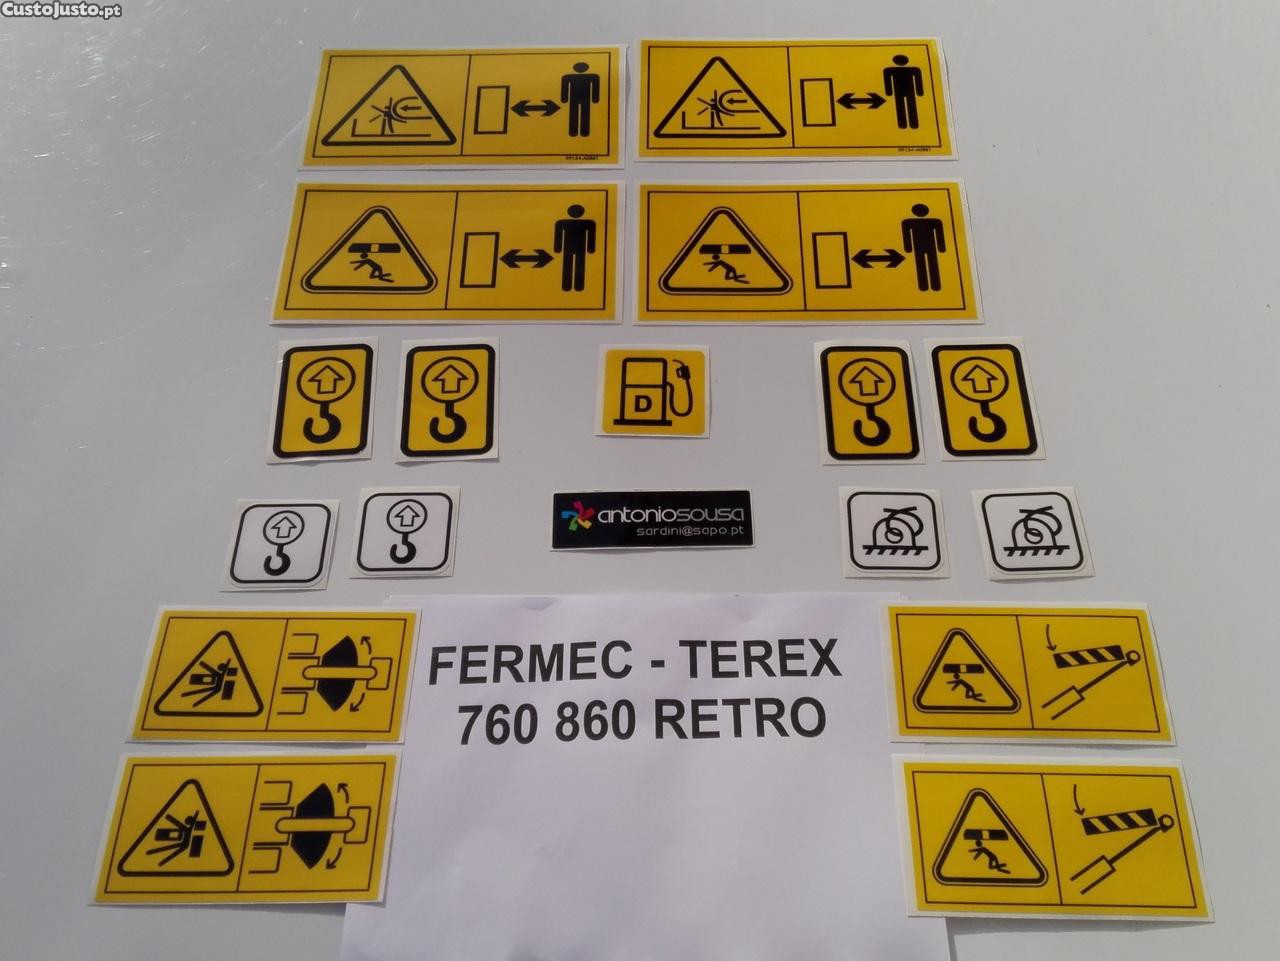 CustoJusto.pt
D
antoniosousa
sardini@sapo.pt
FERMEC - TEREX
760 860 RETRO